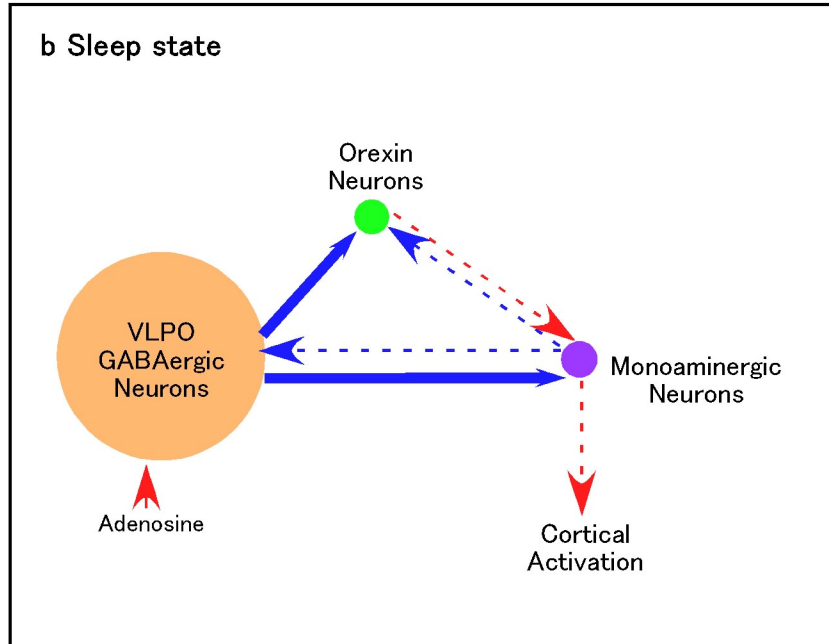 b Sleep state
Orexin
Neurons
VLPO
GABAergic
Neurons
Monoaminergic
Neurons
Adenosine
Cortical
Activation